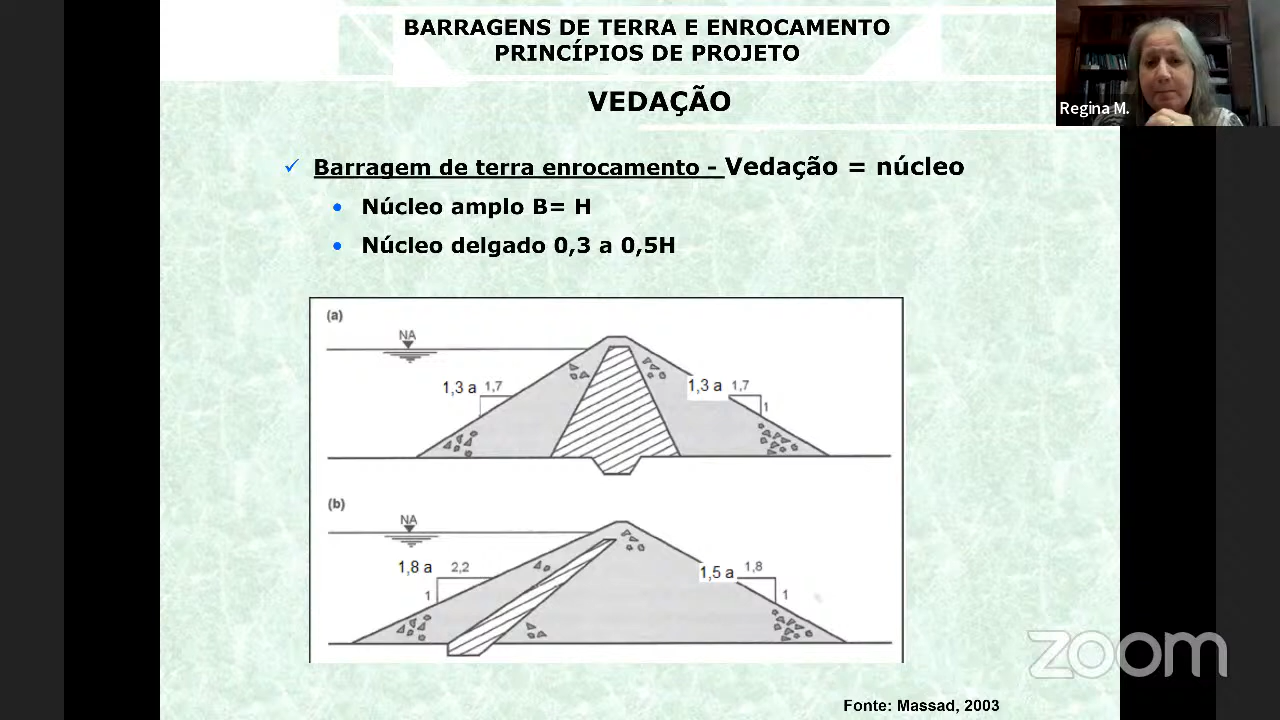 BARRAGENS DE TERRA E ENROCAMENTO
PRINCÍPIOS DE PROJETO
Regina M.
VEDAÇÃO
✓ Barragem de terra enrocamento - Vedação = núcleo
• Núcleo amplo B= H
• Núcleo delgado 0,3 a 0,5H
(a)
NA
1,3 a 1,7
1,3 a 1,7
1
(b)
NA
1,8 a 2,2
1
1,5 a 1,8
1
zoom
Fonte: Massad, 2003